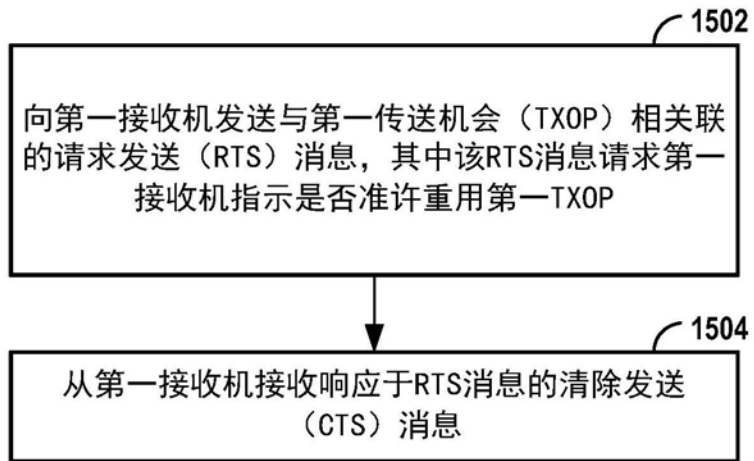 1502
向第一接收机发送与第一传送机会（TXOP）相关联
的请求发送（RTS）消息，其中该RTS消息请求第一
接收机指示是否准许重用第一TXOP
1504
从第一接收机接收响应于RTS消息的清除发送
（CTS）消息